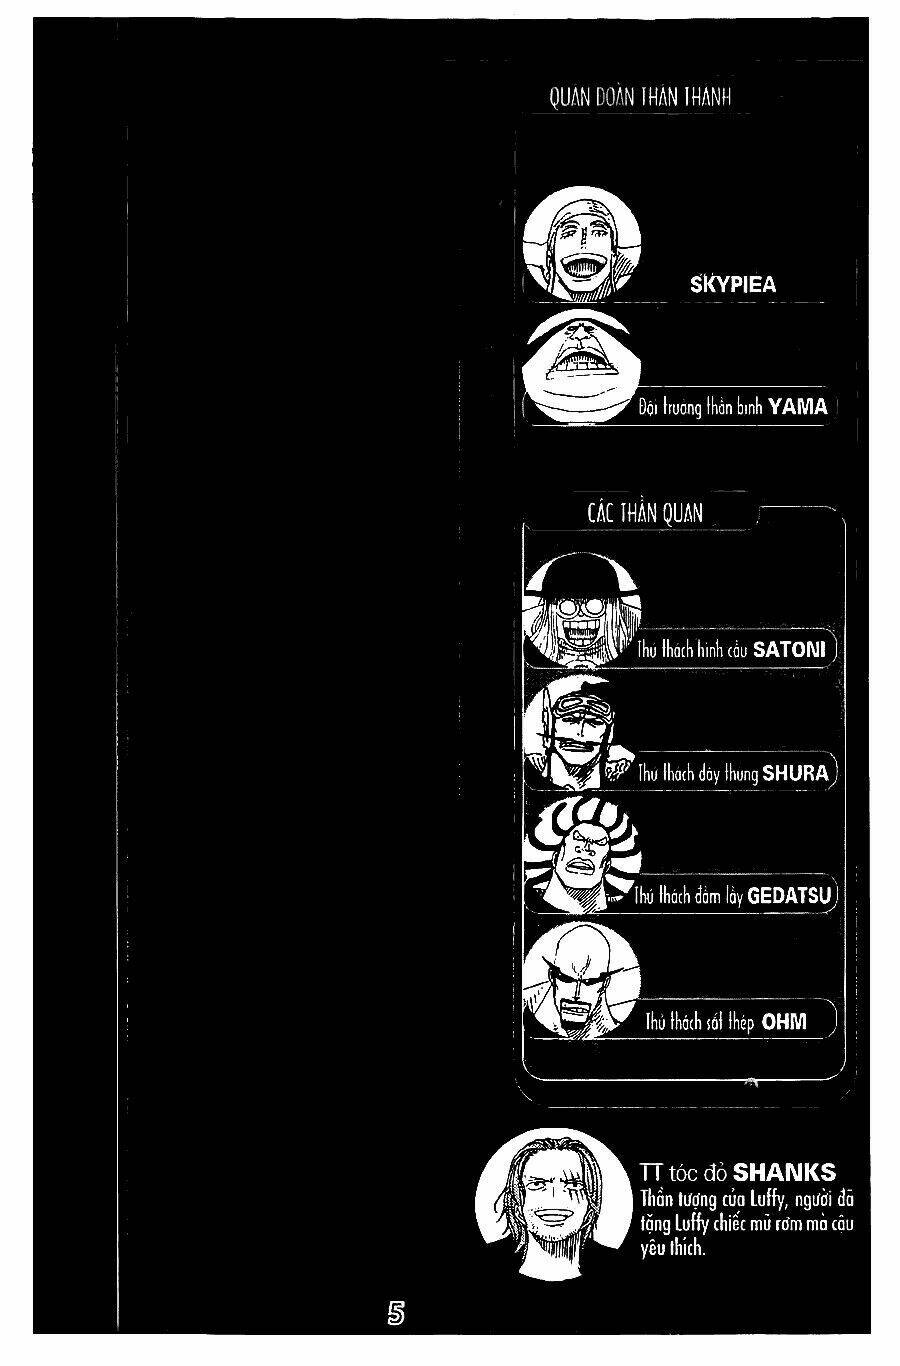 QUÂN ĐOÀN THẦN THÁNH
SKYPIEA
Đội trưởng thần binh YAMA
CÁC THẦN QUAN
Thử thách hình cầu SATONI
Thử thách dây thừng SHURA
Thử thách đầm lầy GEDATSU
Thử thách sắt thép OHM
TT tóc đỏ SHANKS
Thần tượng của Luffy, người đã
tặng Luffy chiếc mũ rơm mà cậu
yêu thích.
5